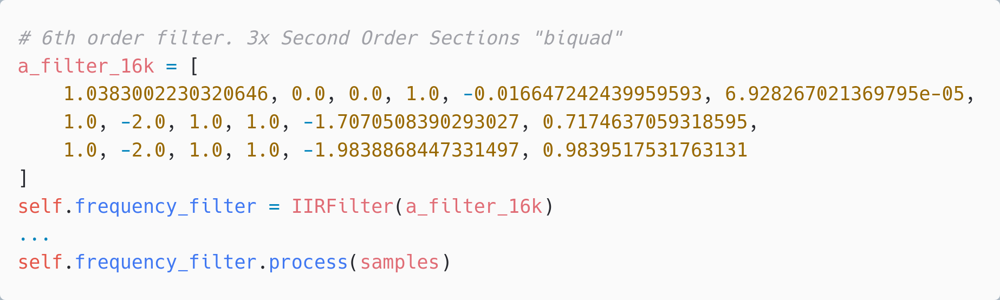 # 6th order filter. 3x Second Order Sections "biquad"
a_filter_16k = [
    1.0383002230320646, 0.0, 0.0, 1.0, -0.016647242439959593, 6.928267021369795e-05,
    1.0, -2.0, 1.0, 1.0, -1.7070508390293027, 0.7174637059318595,
    1.0, -2.0, 1.0, 1.0, -1.9838868447331497, 0.9839517531763131
]
self.frequency_filter = IIRFilter(a_filter_16k)
...
self.frequency_filter.process(samples)